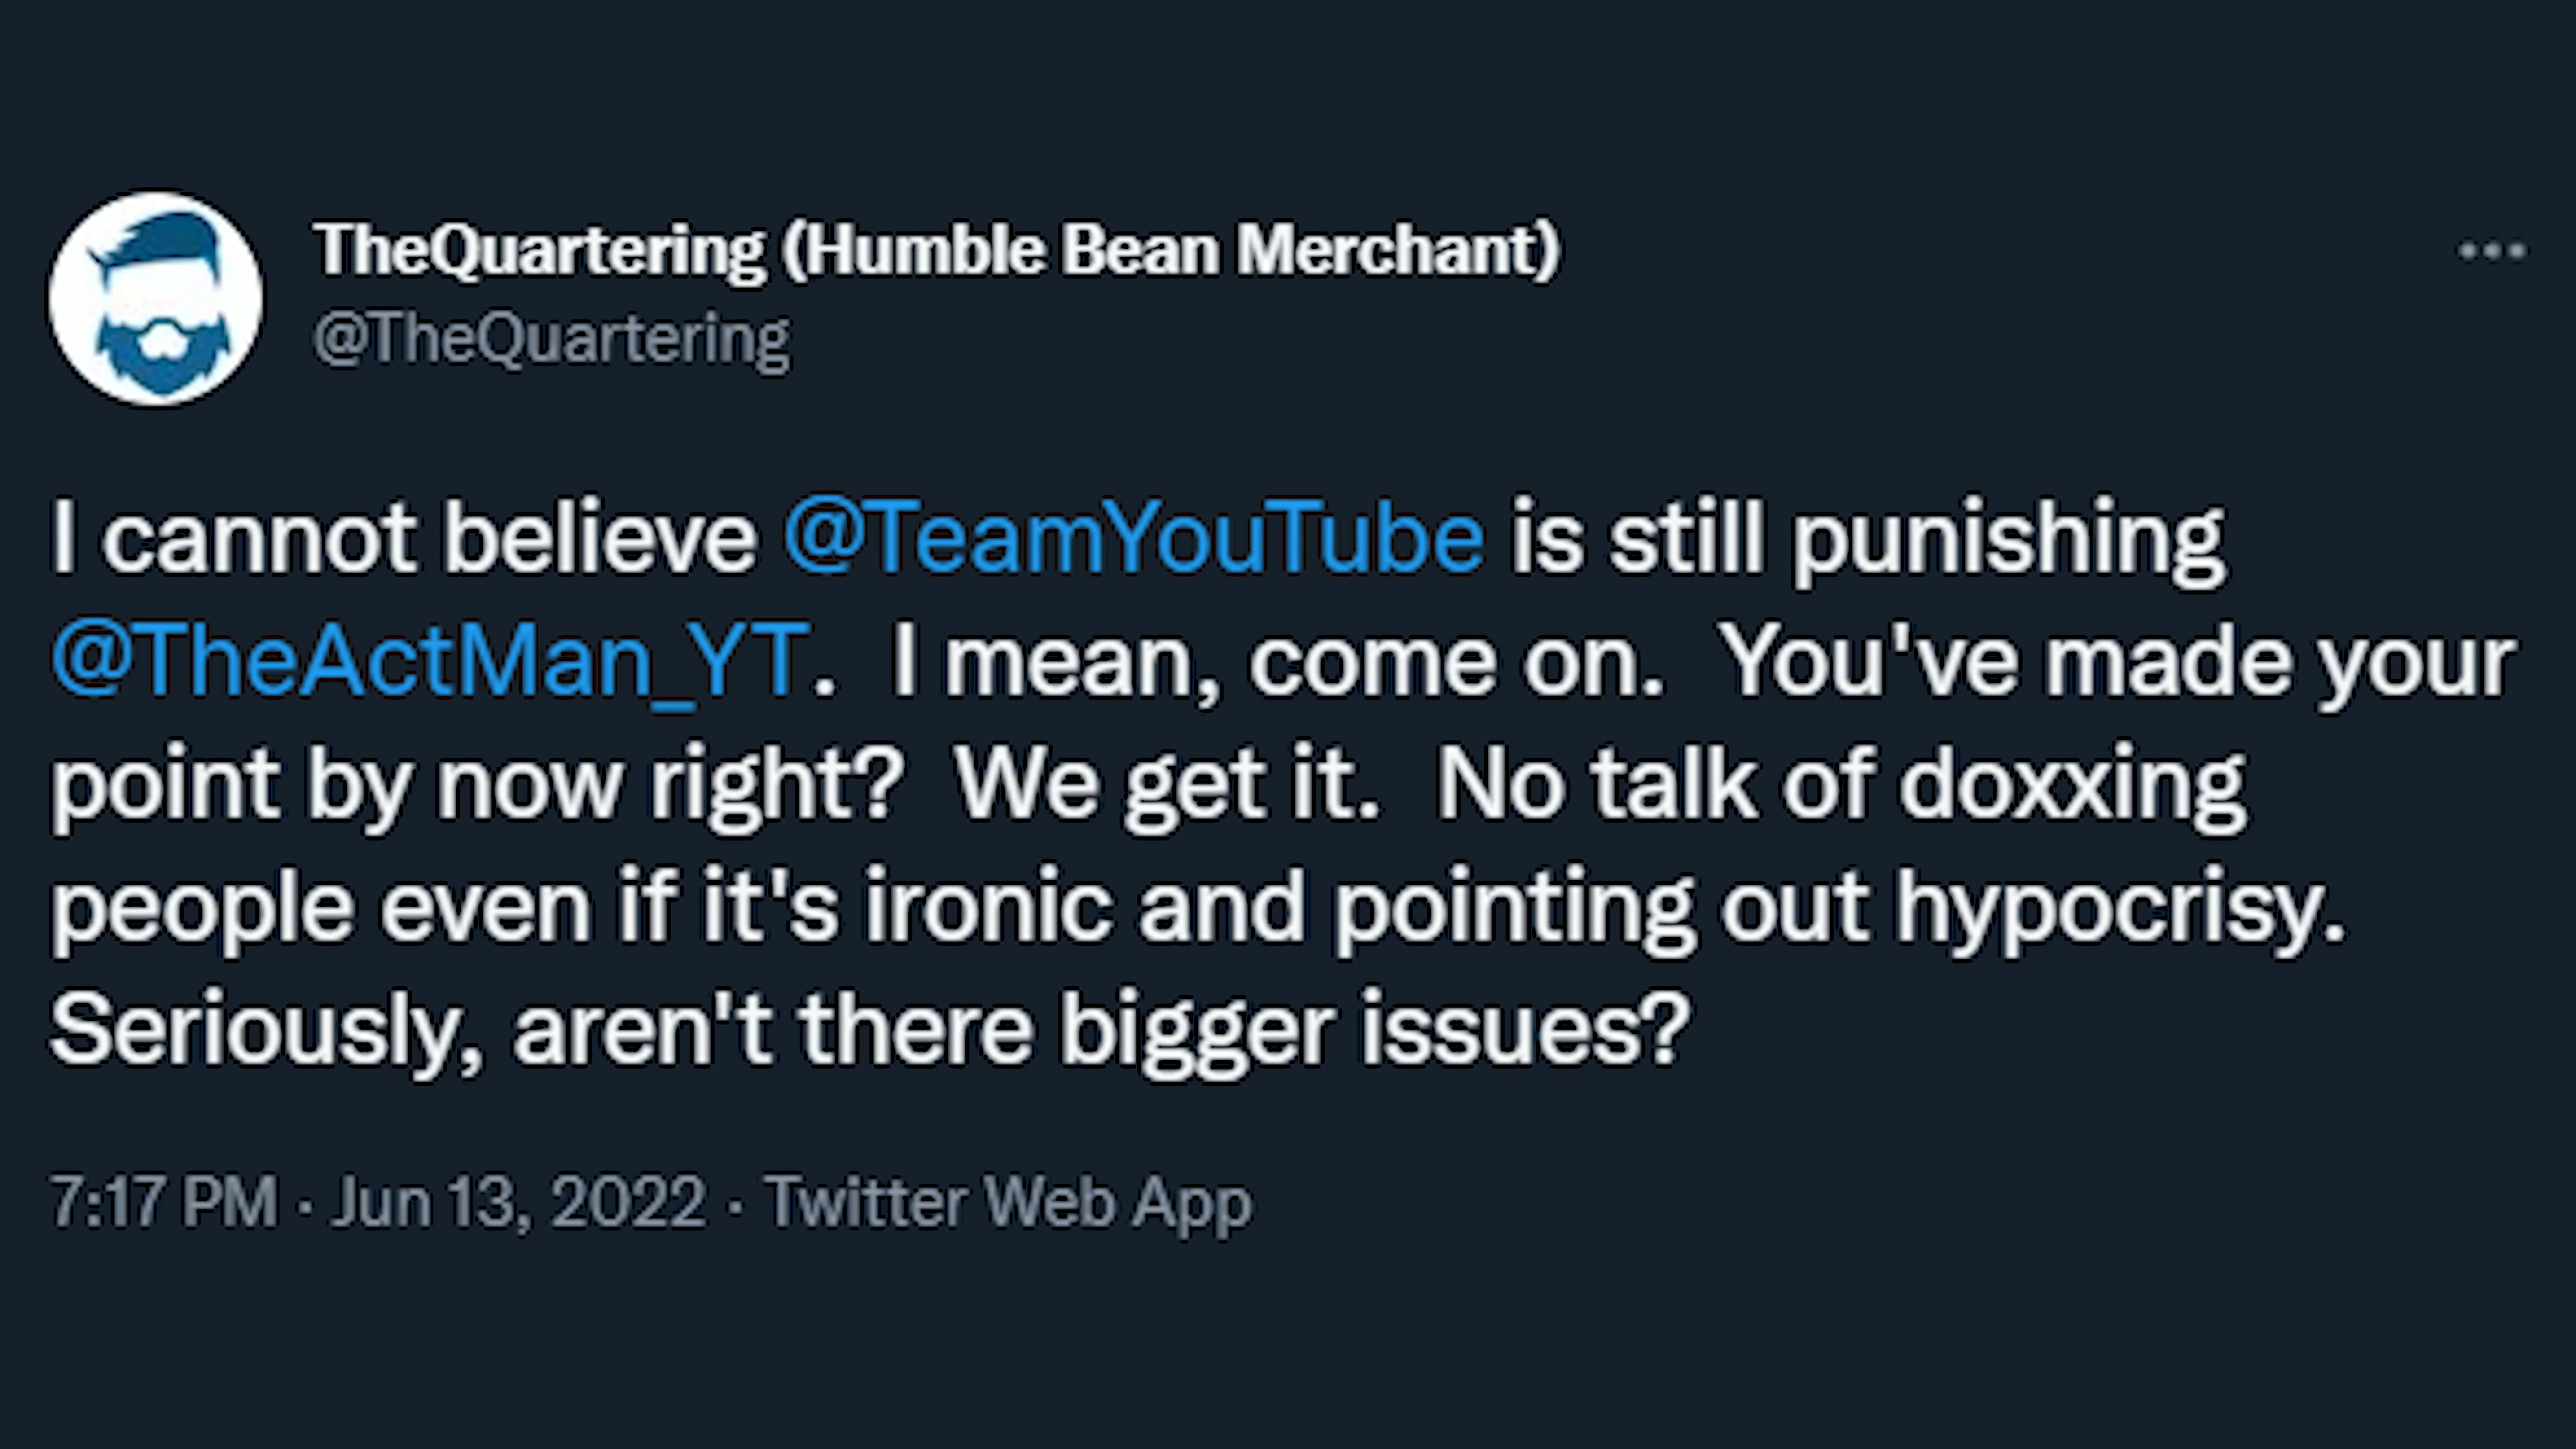 TheQuartering (Humble Bean Merchant)
@TheQuartering
I cannot believe @TeamYouTube is still punishing
@TheActMan_YT.  I mean, come on.  You've made your
point by now right?  We get it.  No talk of doxxing
people even if it's ironic and pointing out hypocrisy.
Seriously, aren't there bigger issues?
7:17 PM · Jun 13, 2022 · Twitter Web App